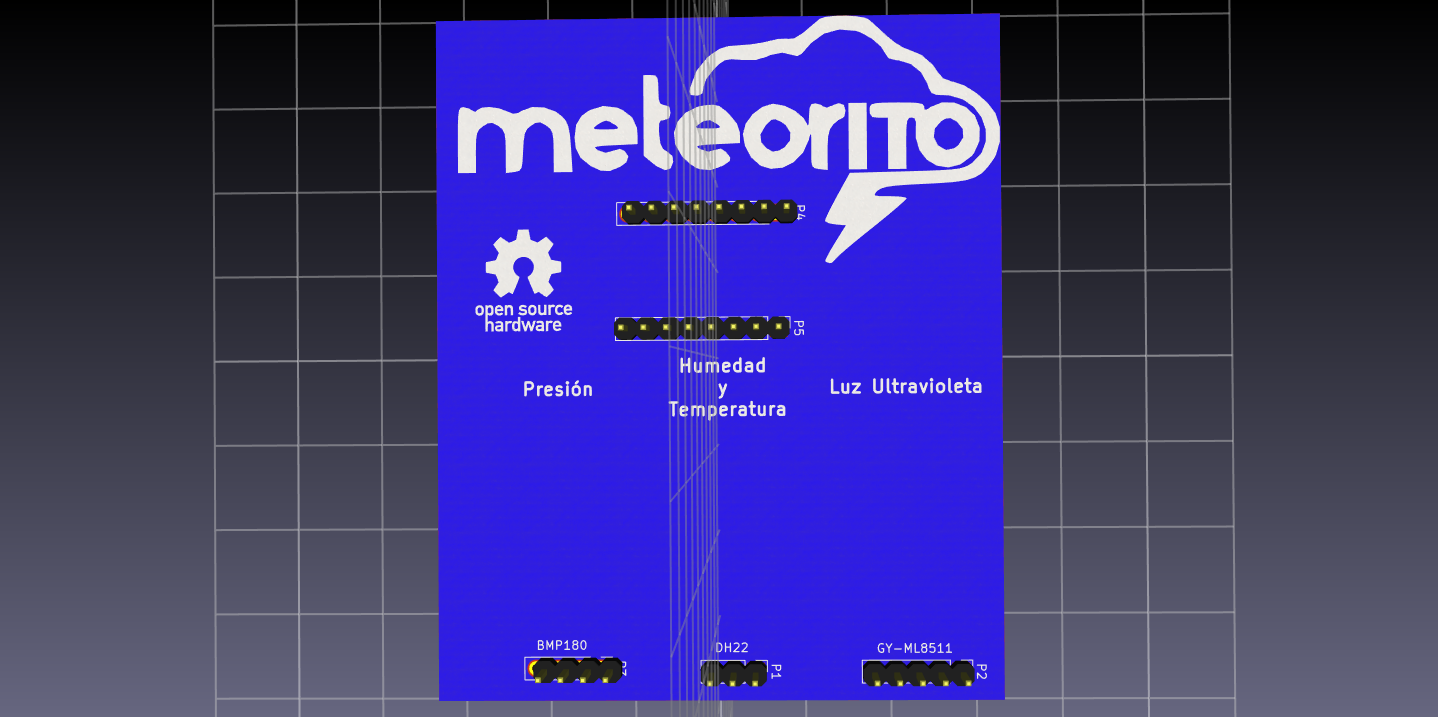 meteorITO
P4
open source
hardware
P5
Presión
Humedad
y
Temperatura
Luz Ultravioleta
BMP180
DH22
GY-ML8511
P1
P2